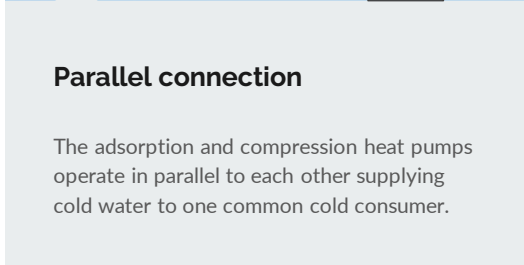 Parallel connection
The adsorption and compression heat pumps
operate in parallel to each other supplying
cold water to one common cold consumer.